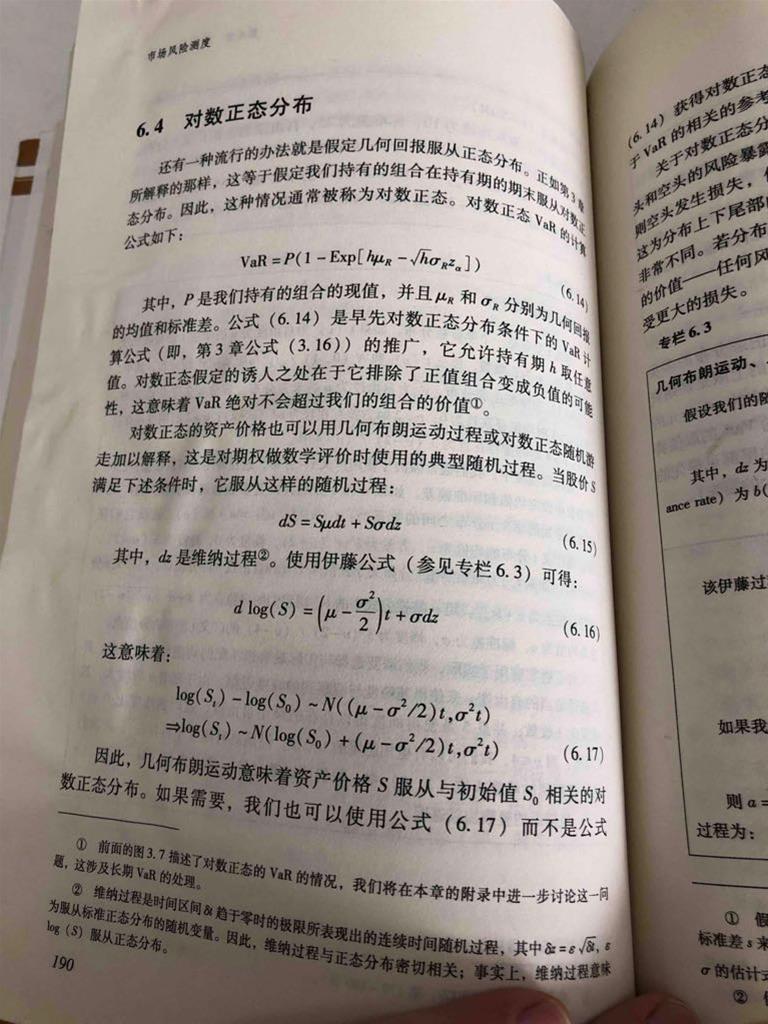 市场风险测度
6.4 对数正态分布
还有一种流行的办法就是假定几何回报服从正态分布。正如第3章
所解释的那样，这等于假定我们持有的组合在持有期的期末服从对数正
态分布。因此，这种情况通常被称为对数正态。对数正态 VaR 的计算
公式如下：
VaR = P(1 - Exp[hμ_R - √hσ_R z_α]) (6.14)
其中，P 是我们持有的组合的现值，并且 μ_R 和 σ_R 分别为几何回报
的均值和标准差。公式（6.14）是早先对数正态分布条件下的 VaR 计
算公式（即，第3章公式（3.16））的推广，它允许持有期 h 取任意
值。对数正态假定的诱人之处在于它排除了正值组合变成负值的可能
性，这意味着 VaR 绝对不会超过我们的组合的价值①。
对数正态的资产价格也可以用几何布朗运动过程或对数正态随机游
走加以解释，这是对期权做数学评价时使用的典型随机过程。当股价 S
满足下述条件时，它服从这样的随机过程：
dS = Sμdt + Sσdz (6.15)
其中，dz 是维纳过程②。使用伊藤公式（参见专栏6.3）可得：
d log(S) = (μ - σ²/2)t + σdz (6.16)
这意味着：
log(S_t) - log(S_0) ~ N((μ - σ²/2)t, σ²t)
⇒log(S_t) ~ N(log(S_0) + (μ - σ²/2)t, σ²t) (6.17)
因此，几何布朗运动意味着资产价格 S 服从与初始值 S_0 相关的对
数正态分布。如果需要，我们也可以使用公式（6.17）而不是公式
① 前面的图3.7描述了对数正态的 VaR 的情况，我们将在本章的附录中进一步讨论这一问
题，这涉及长期 VaR 的处理。
② 维纳过程是时间区间 δt 趋于零时的极限所表现出的连续时间随机过程，其中 δz = ε√δt，ε
为服从标准正态分布的随机变量。因此，维纳过程与正态分布密切相关；事实上，维纳过程意味
log（S）服从正态分布。
190
（6.14）获得对数正态
于 VaR 的相关的参考
关于对数正态分
头和空头的风险暴露
则空头发生损失，
这为分布上下尾部
非常不同。若分布
的价值——任何风
受更大的损失。
专栏6.3
几何布朗运动、
假设我们的随
其中，dz 为
ance rate）为 b(
该伊藤过
如果我
则 a =
过程为：
① 假
标准差 s 来
σ 的估计
②